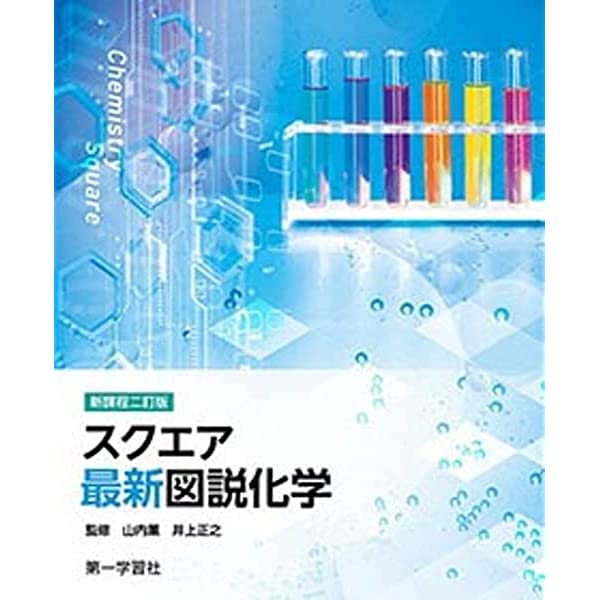 Chemistry
Square
新課程二訂版
スクエア
最新図説化学
監修 山内薫 井上正之
第一学習社